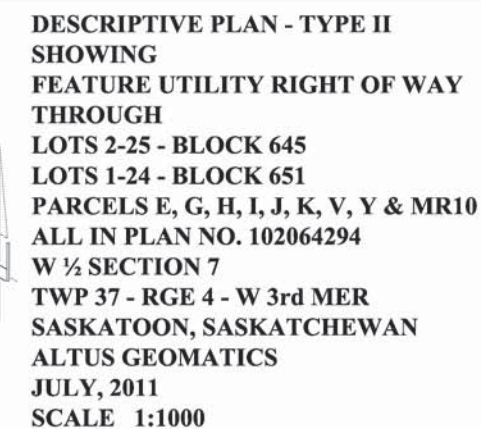 DESCRIPTIVE PLAN - TYPE II
SHOWING
FEATURE UTILITY RIGHT OF WAY
THROUGH
LOTS 2-25 - BLOCK 645
LOTS 1-24 - BLOCK 651
PARCELS E, G, H, I, J, K, V, Y & MR10
ALL IN PLAN NO. 102064294
W ½ SECTION 7
TWP 37 - RGE 4 - W 3rd MER
SASKATOON, SASKATCHEWAN
ALTUS GEOMATICS
JULY, 2011
SCALE 1:1000